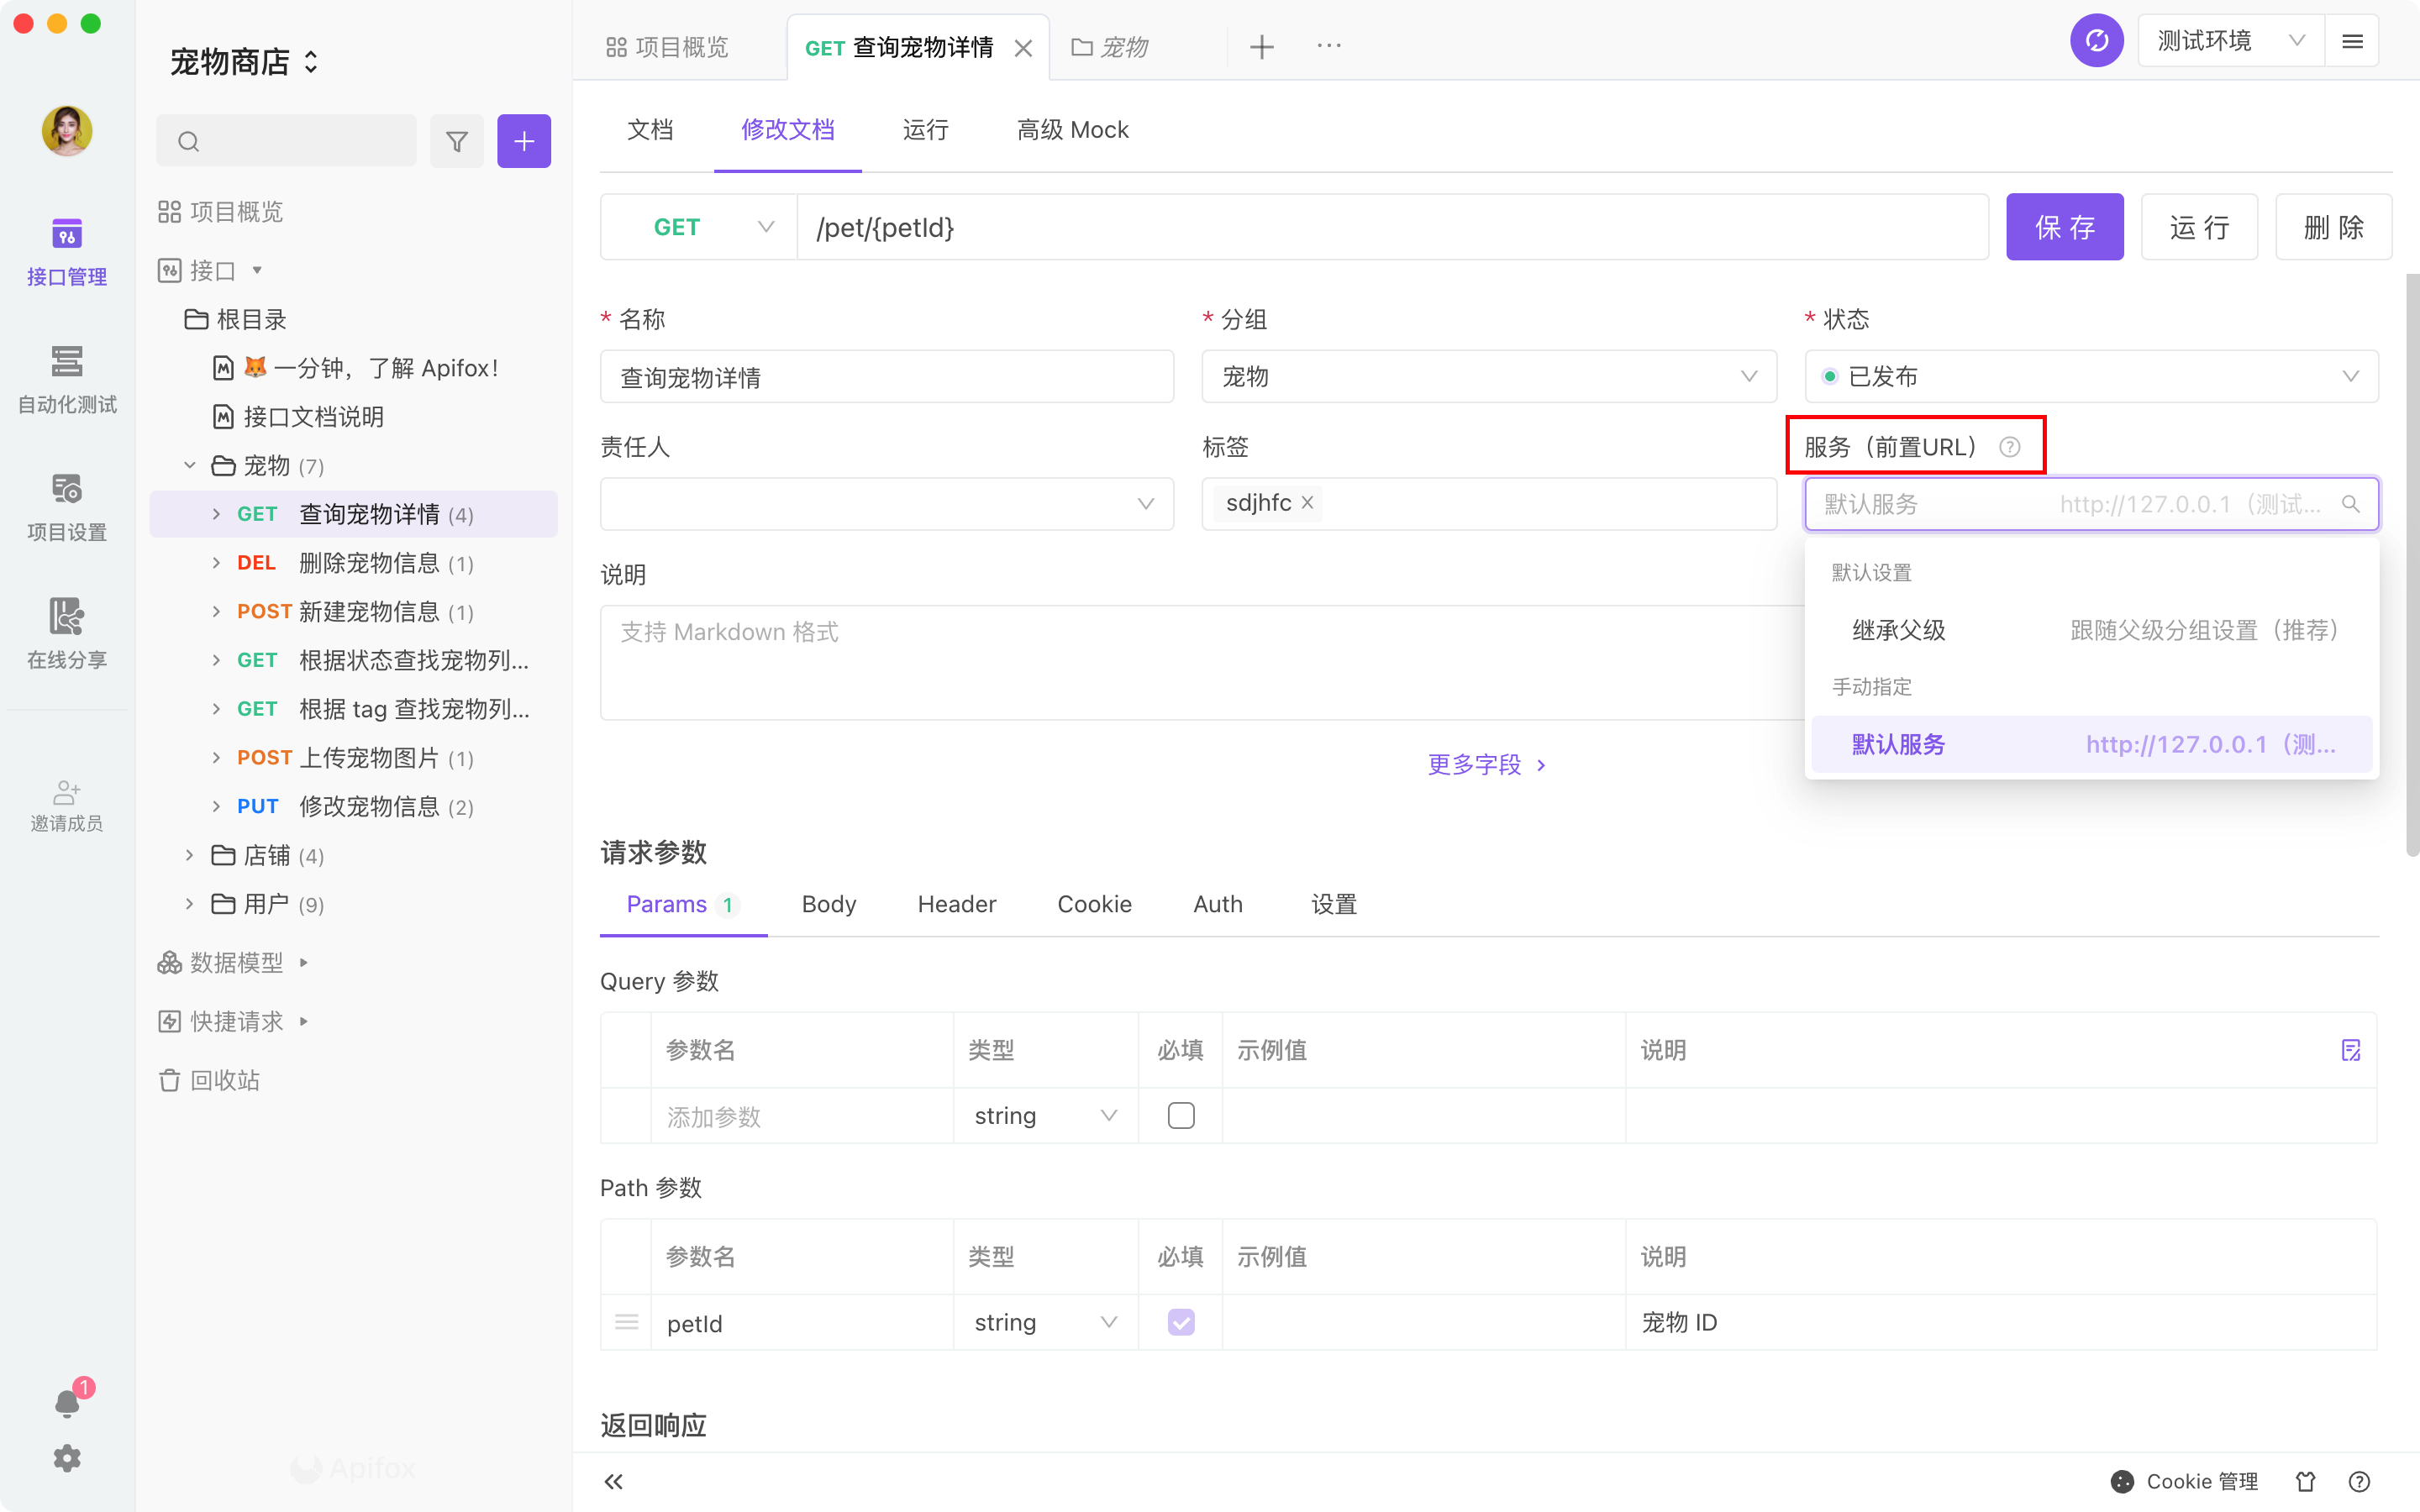 宠物商店
项目概览
GET 查询宠物详情
宠物
测试环境
接口管理
自动化测试
项目设置
在线分享
邀请成员
1
项目概览
接口
根目录
🦊 一分钟，了解 Apifox！
接口文档说明
宠物 (7)
GET 查询宠物详情 (4)
DEL 删除宠物信息 (1)
POST 新建宠物信息 (1)
GET 根据状态查找宠物列...
GET 根据 tag 查找宠物列...
POST 上传宠物图片 (1)
PUT 修改宠物信息 (2)
店铺 (4)
用户 (9)
数据模型
快捷请求
回收站
Apifox
文档 修改文档 运行 高级 Mock
GET /pet/{petId} 保 存 运 行 删 除
* 名称 * 分组 * 状态
查询宠物详情 宠物 已发布
责任人 标签 服务（前置URL）
sdjhfc 默认服务 http://127.0.0.1（测试...
说明
支持 Markdown 格式
默认设置
继承父级 跟随父级分组设置（推荐）
手动指定
默认服务 http://127.0.0.1（测...
更多字段
请求参数
Params 1 Body Header Cookie Auth 设置
Query 参数
参数名 类型 必填 示例值 说明
添加参数 string
Path 参数
参数名 类型 必填 示例值 说明
petId string 宠物 ID
返回响应
Cookie 管理